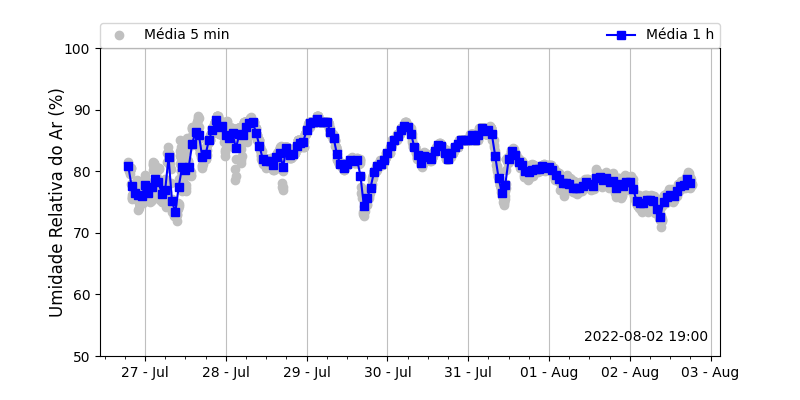 Média 5 min
Média 1 h
Umidade Relativa do Ar (%)
100
90
80
70
60
50
2022-08-02 19:00
27 - Jul
28 - Jul
29 - Jul
30 - Jul
31 - Jul
01 - Aug
02 - Aug
03 - Aug